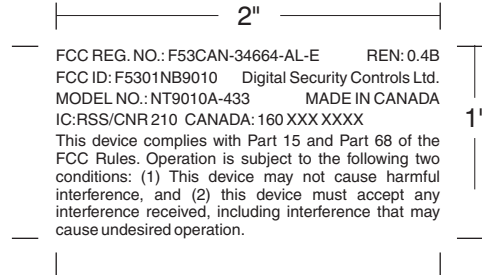 2"
FCC REG. NO.: F53CAN-34664-AL-E REN: 0.4B
FCC ID: F5301NB9010 Digital Security Controls Ltd.
MODEL NO.: NT9010A-433 MADE IN CANADA
IC:RSS/CNR 210 CANADA: 160 XXX XXXX
1"
This device complies with Part 15 and Part 68 of the
FCC Rules. Operation is subject to the following two
conditions: (1) This device may not cause harmful
interference, and (2) this device must accept any
interference received, including interference that may
cause undesired operation.